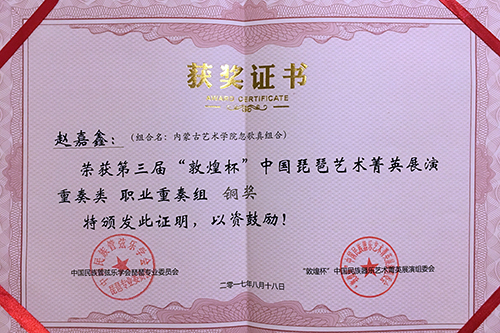 获奖证书
AWARD CERTIFICATE
赵嘉鑫：（组合名：内蒙古艺术学院忽歌真组合）
荣获第三届“敦煌杯”中国琵琶艺术菁英展演
重奏类 职业重奏组 铜奖
特颁发此证明，以资鼓励！
中国民族管弦乐学会琵琶专业委员会
“敦煌杯”中国民族器乐艺术菁英展演组委会
二〇一七年八月十八日